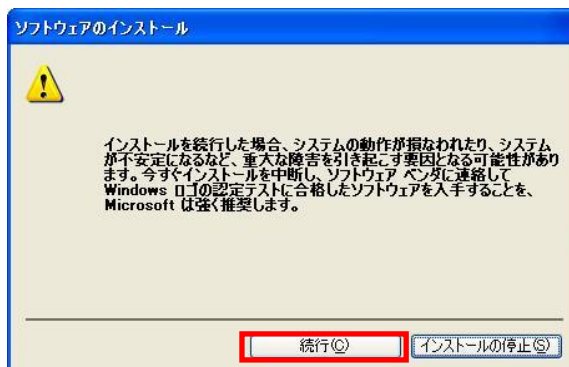 ソフトウェアのインストール
インストールを続行した場合、システムの動作が損なわれたり、システム
が不安定になるなど、重大な障害を引き起こす要因となる可能性があり
ます。今すぐインストールを中断し、ソフトウェア ベンダに連絡して
Windows ロゴの認定テストに合格したソフトウェアを入手することを、
Microsoft は強く推奨します。
続行(C)
インストールの停止(S)